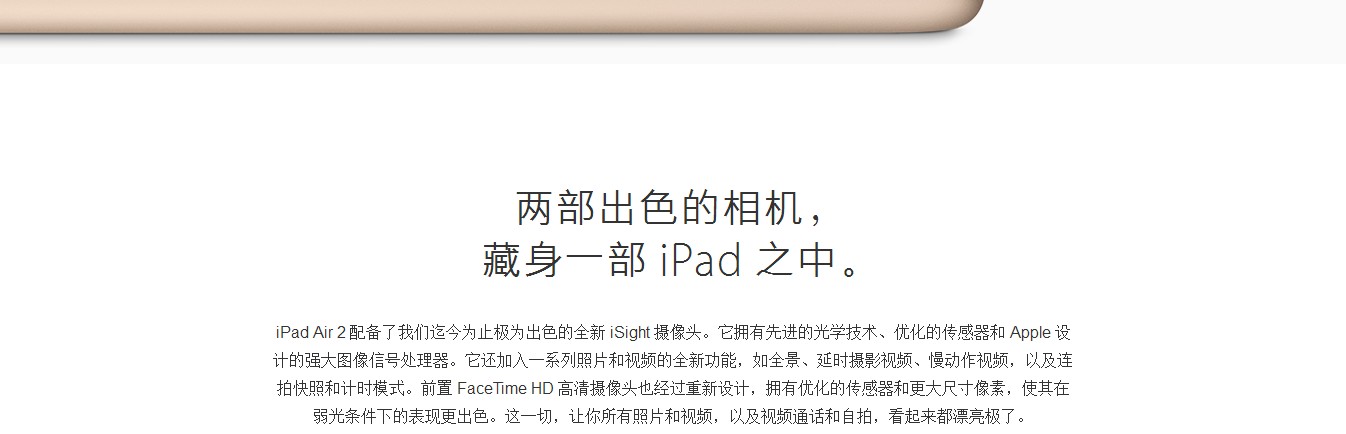 两部出色的相机，
藏身一部 iPad 之中。
iPad Air 2 配备了我们迄今为止极为出色的全新 iSight 摄像头。它拥有先进的光学技术、优化的传感器和 Apple 设
计的强大图像信号处理器。它还加入一系列照片和视频的全新功能，如全景、延时摄影视频、慢动作视频，以及连
拍快照和计时模式。前置 FaceTime HD 高清摄像头也经过重新设计，拥有优化的传感器和更大尺寸像素，使其在
弱光条件下的表现更出色。这一切，让你所有照片和视频，以及视频通话和自拍，看起来都漂亮极了。